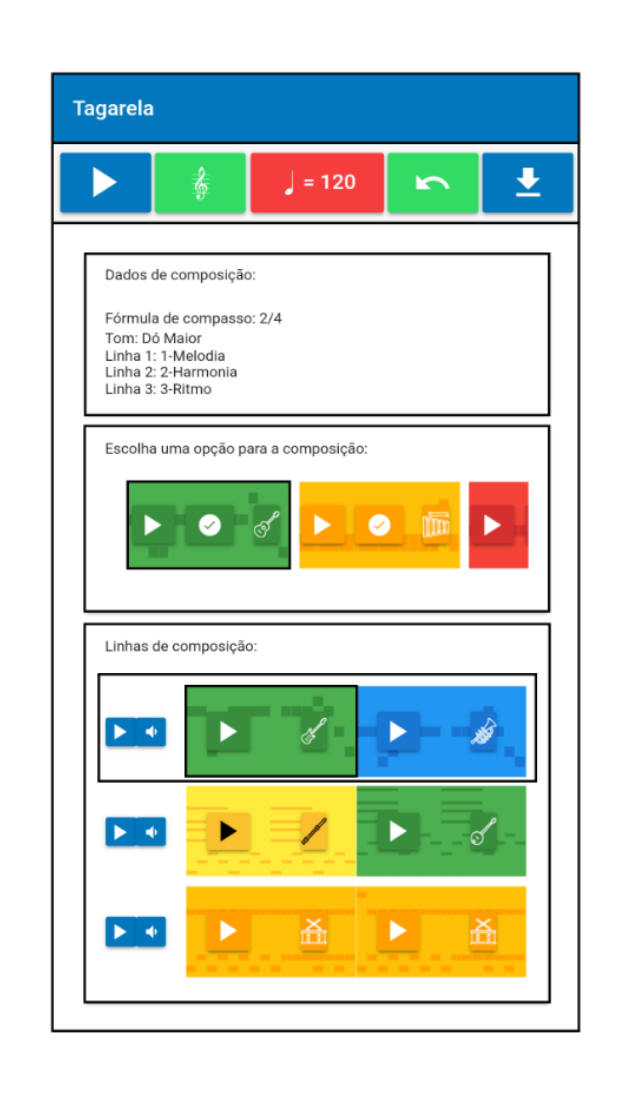 Tagarela
= 120
Dados de composição:
Fórmula de compasso: 2/4
Tom: Dó Maior
Linha 1: 1-Melodia
Linha 2: 2-Harmonia
Linha 3: 3-Ritmo
Escolha uma opção para a composição:
Linhas de composição: